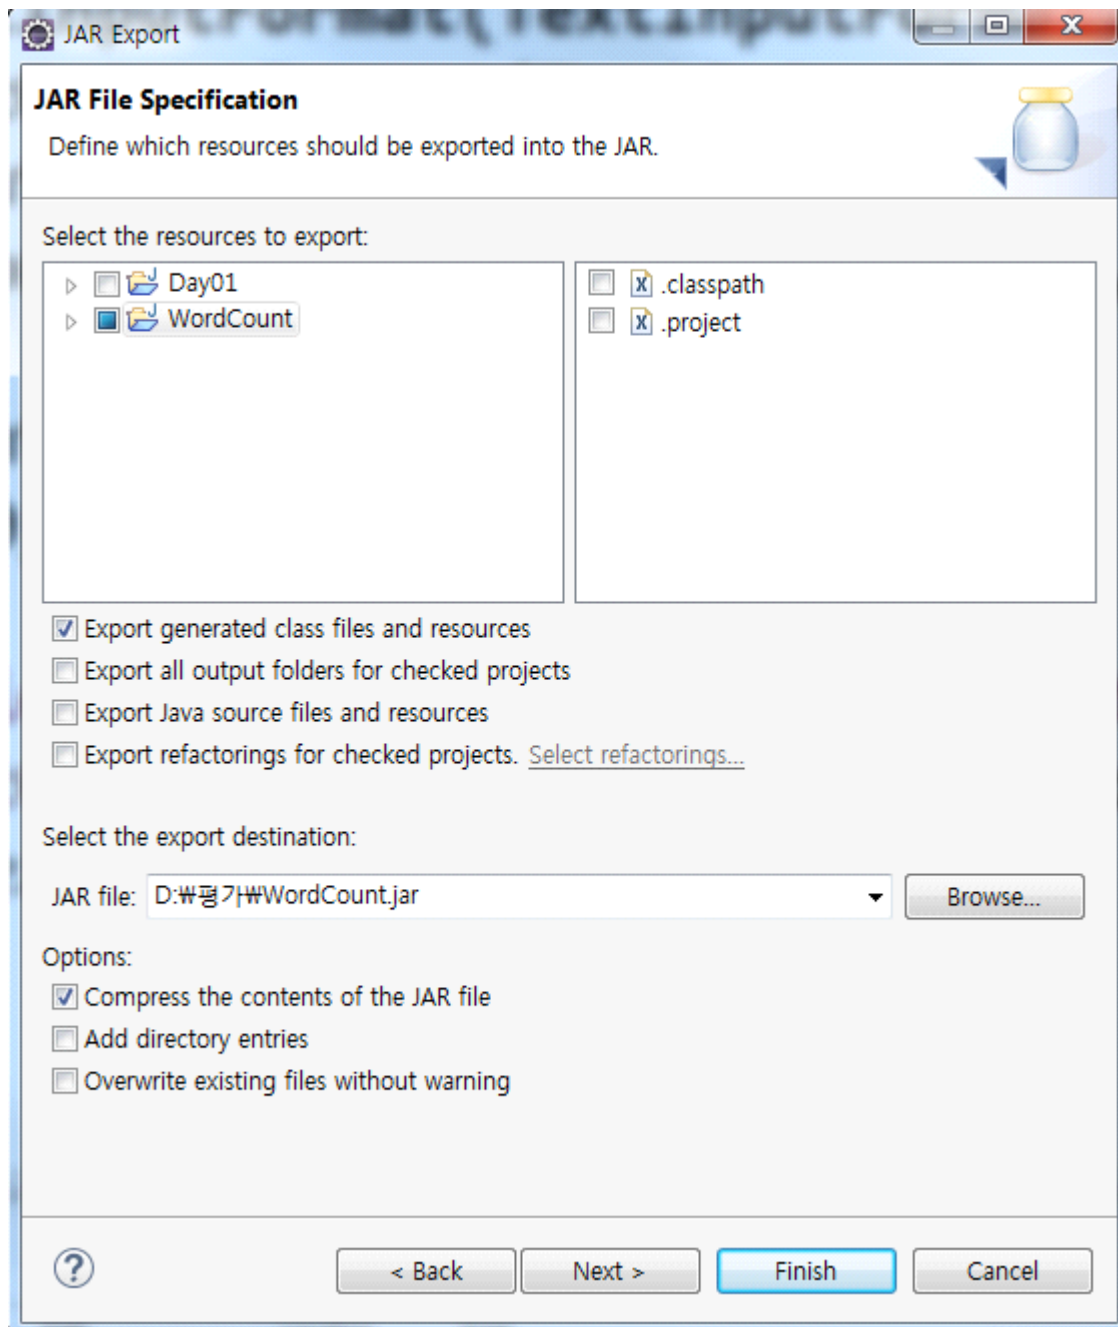 JAR Export
JAR File Specification
Define which resources should be exported into the JAR.
Select the resources to export:
Day01
WordCount
.classpath
.project
Export generated class files and resources
Export all output folders for checked projects
Export Java source files and resources
Export refactorings for checked projects. Select refactorings...
Select the export destination:
JAR file: D:₩평가₩WordCount.jar Browse...
Options:
Compress the contents of the JAR file
Add directory entries
Overwrite existing files without warning
< Back Next > Finish Cancel